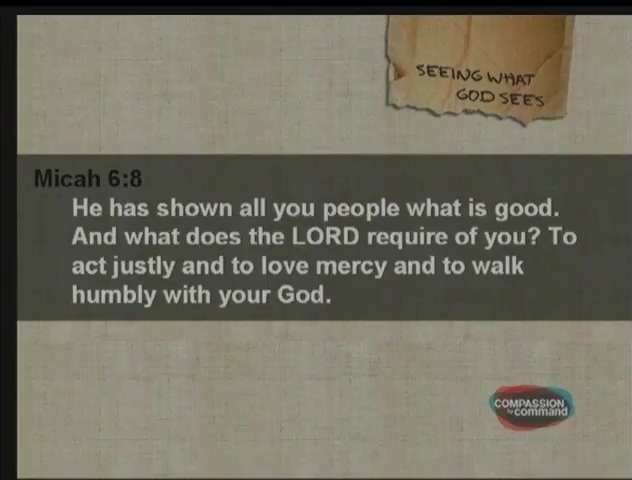 SEEING WHAT
GOD SEES
Micah 6:8
He has shown all you people what is good.
And what does the LORD require of you? To
act justly and to love mercy and to walk
humbly with your God.
COMPASSION
by command